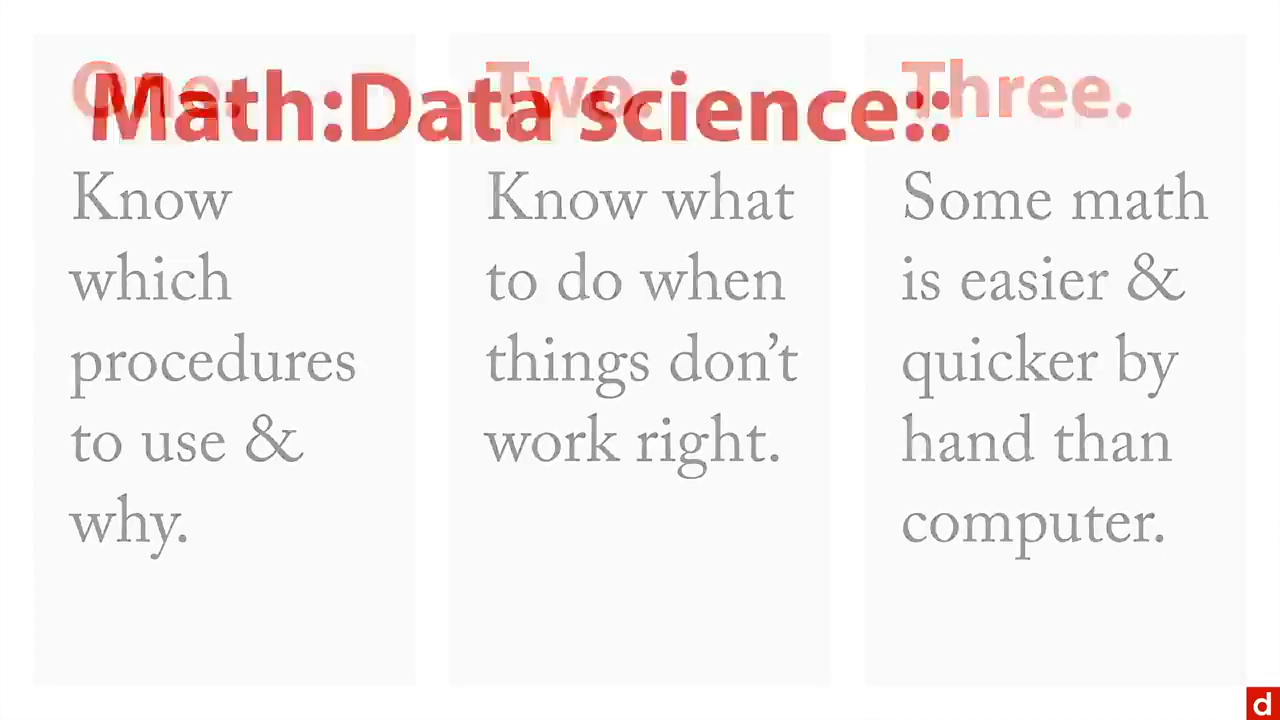 Math:Data science::
One.
Know
which
procedures
to use &
why.
Two.
Know what
to do when
things don’t
work right.
Three.
Some math
is easier &
quicker by
hand than
computer.
d